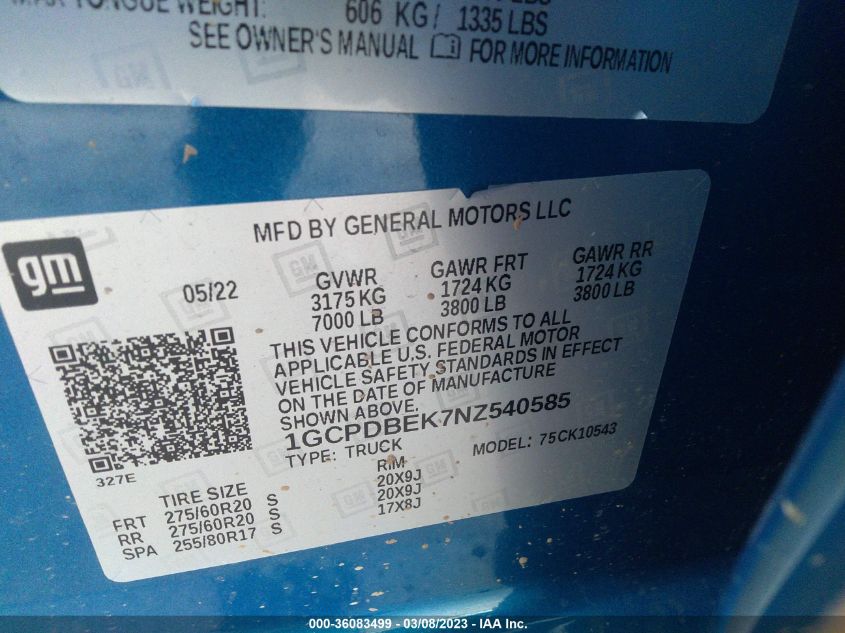 TONGUE WEIGHT: 606 KG/ 1335 LBS
SEE OWNER'S MANUAL FOR MORE INFORMATION
MFD BY GENERAL MOTORS LLC
gm
05/22
GVWR GAWR FRT GAWR RR
3175 KG 1724 KG 1724 KG
7000 LB 3800 LB 3800 LB
THIS VEHICLE CONFORMS TO ALL
APPLICABLE U.S. FEDERAL MOTOR
VEHICLE SAFETY STANDARDS IN EFFECT
ON THE DATE OF MANUFACTURE
SHOWN ABOVE.
1GCPDBEK7NZ540585
TYPE: TRUCK MODEL: 75CK10543
327E
TIRE SIZE RIM
FRT 275/60R20 S 20X9J
RR 275/60R20 S 20X9J
SPA 255/80R17 S 17X8J
000-36083499 — 03/08/2023 — IAA Inc.